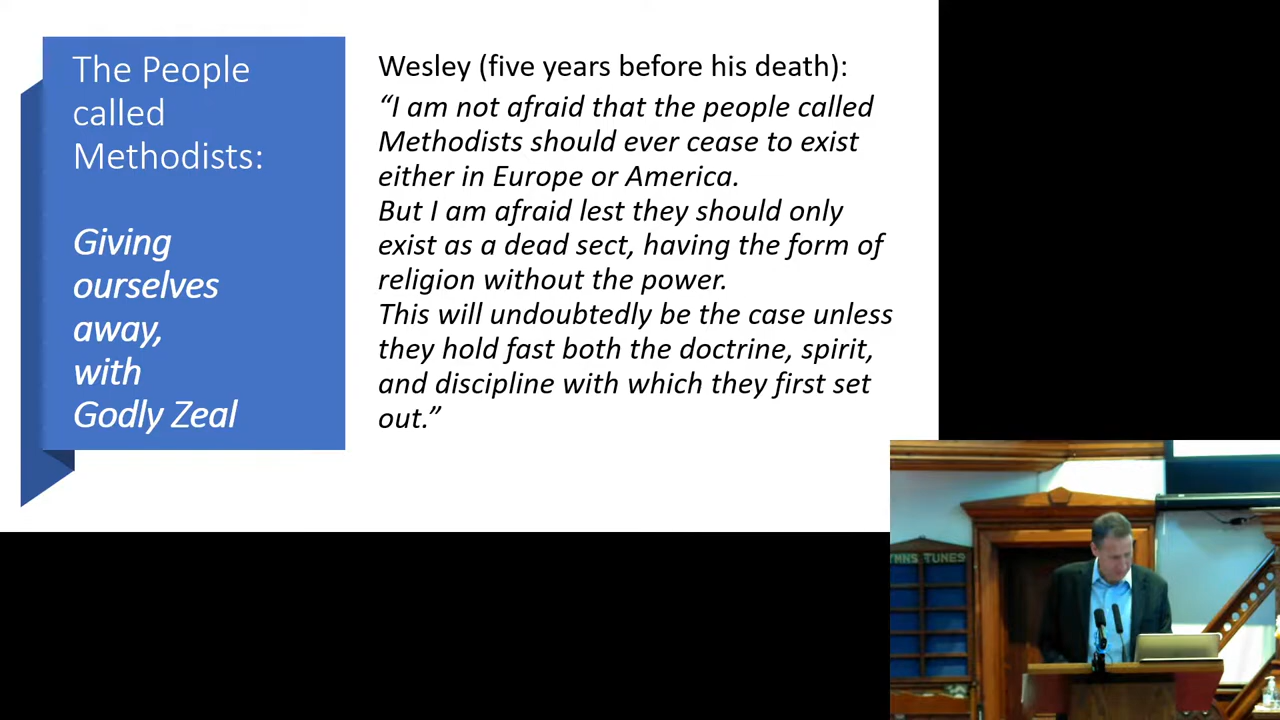 The People
called
Methodists:
Giving
ourselves
away,
with
Godly Zeal
Wesley (five years before his death):
“I am not afraid that the people called
Methodists should ever cease to exist
either in Europe or America.
But I am afraid lest they should only
exist as a dead sect, having the form of
religion without the power.
This will undoubtedly be the case unless
they hold fast both the doctrine, spirit,
and discipline with which they first set
out.”
YMNS TUNES